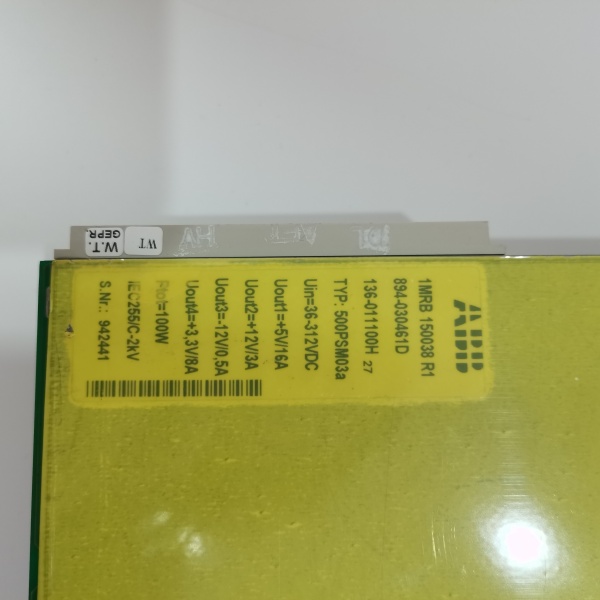 W.T.
GEPR.
WT
ABB
1MRB 150038 R1
894-030461D
136-011100H 27
TYP: 500PSM03a
Uin=36-312VDC
Uout1=+5V/16A
Uout2=+12V/3A
Uout3=-12V/0,5A
Uout4=+3,3V/8A
Ptot=100W
IEC255/C-2kV
S.Nr.: 942441